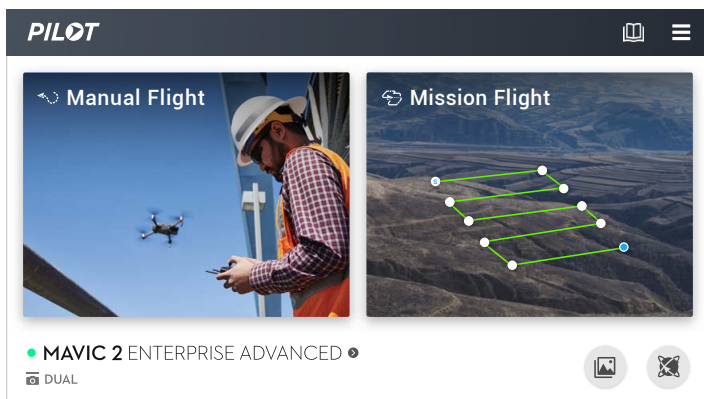 PILOT
Manual Flight
Mission Flight
S
MAVIC 2 ENTERPRISE ADVANCED
DUAL